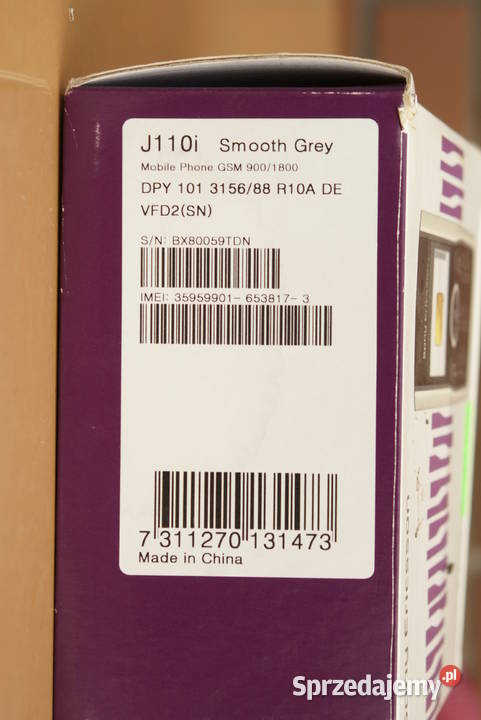 J110i Smooth Grey
Mobile Phone GSM 900/1800
DPY 101 3156/88 R10A DE
VFD2(SN)
S/N: BX80059TDN
IMEI: 35959901-653817-3
7 311270 131473
Made in China
Sprzedajemy.pl